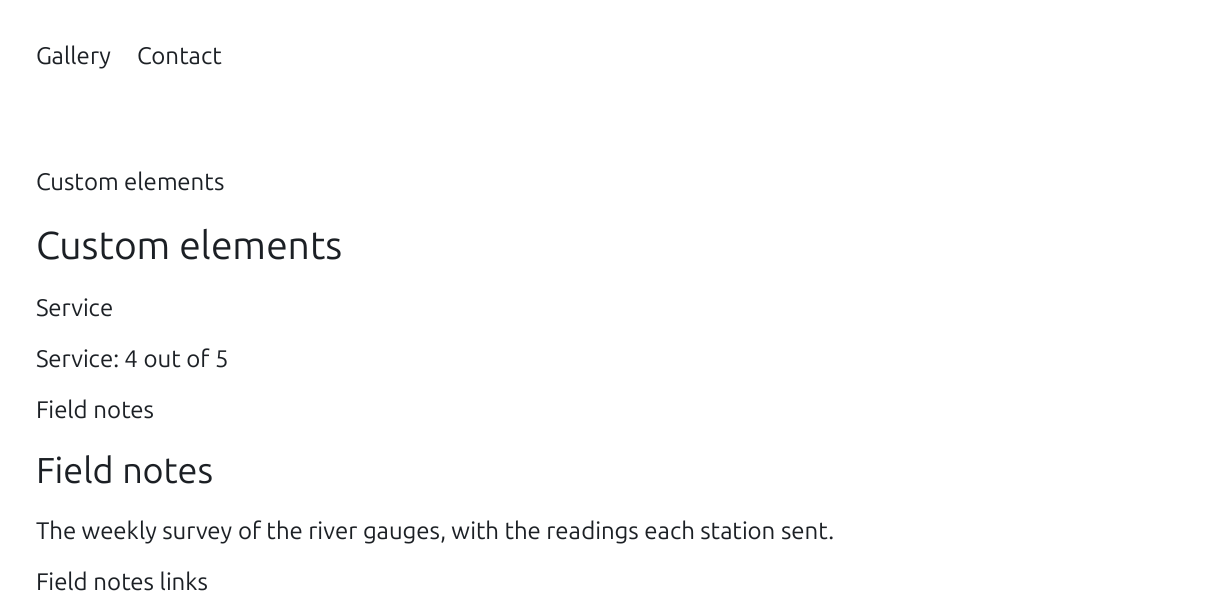 Gallery Contact
Custom elements
Custom elements
Service
Service: 4 out of 5
Field notes
Field notes
The weekly survey of the river gauges, with the readings each station sent.
Field notes links